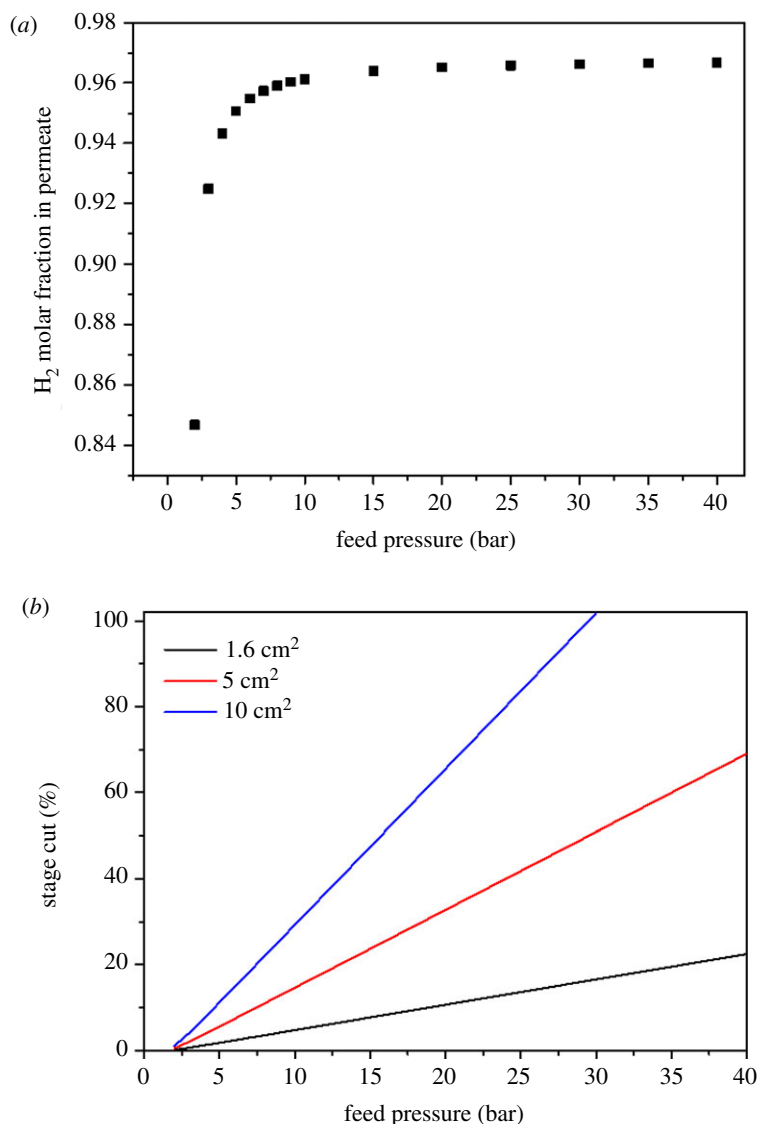 (a)
0.98
0.96
0.94
0.92
0.90
0.88
0.86
0.84
H₂ molar fraction in permeate
0 5 10 15 20 25 30 35 40
feed pressure (bar)
(b)
100
80
60
40
20
0
1.6 cm²
5 cm²
10 cm²
stage cut (%)
0 5 10 15 20 25 30 35 40
feed pressure (bar)